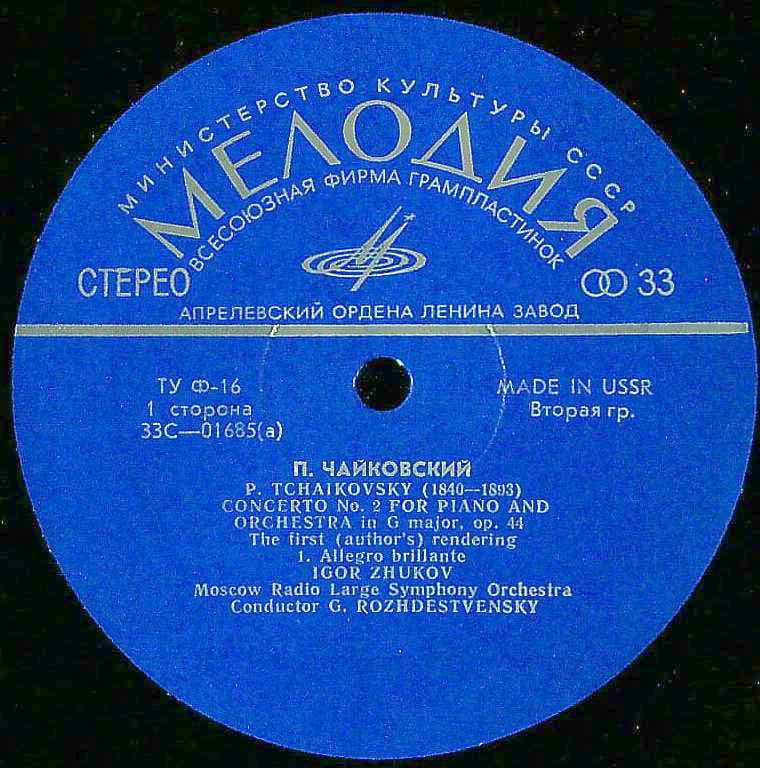 МИНИСТЕРСТВО КУЛЬТУРЫ СССР
МЕЛОДИЯ
ВСЕСОЮЗНАЯ ФИРМА ГРАМПЛАСТИНОК
СТЕРЕО
33
АПРЕЛЕВСКИЙ ОРДЕНА ЛЕНИНА ЗАВОД
ТУ Ф-16
1 сторона
33С—01685(а)
MADE IN USSR
Вторая гр.
П. ЧАЙКОВСКИЙ
P. TCHAIKOVSKY (1840—1893)
CONCERTO No. 2 FOR PIANO AND
ORCHESTRA in G major, op. 44
The first (author's) rendering
1. Allegro brillante
IGOR ZHUKOV
Moscow Radio Large Symphony Orchestra
Conductor G. ROZHDESTVENSKY